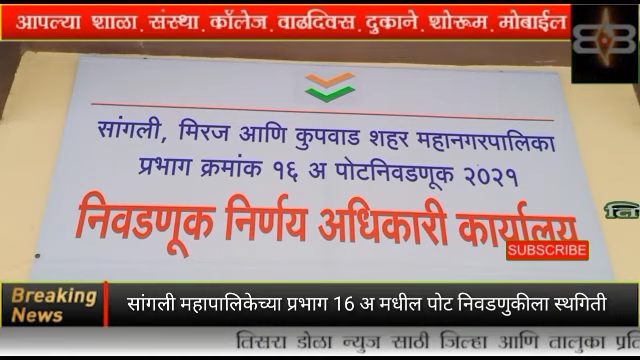 आपल्या शाळा. संस्था. कॉलेज. वाढदिवस. दुकाने. शोरूम. मोबाईल
सांगली, मिरज आणि कुपवाड शहर महानगरपालिका
प्रभाग क्रमांक १६ अ पोटनिवडणूक २०२१
निवडणूक निर्णय अधिकारी कार्यालय
SUBSCRIBE
Breaking News
सांगली महापालिकेच्या प्रभाग 16 अ मधील पोट निवडणुकीला स्थगिती
तिसरा डोळा न्युज साठी जिल्हा आणि तालुका प्रति